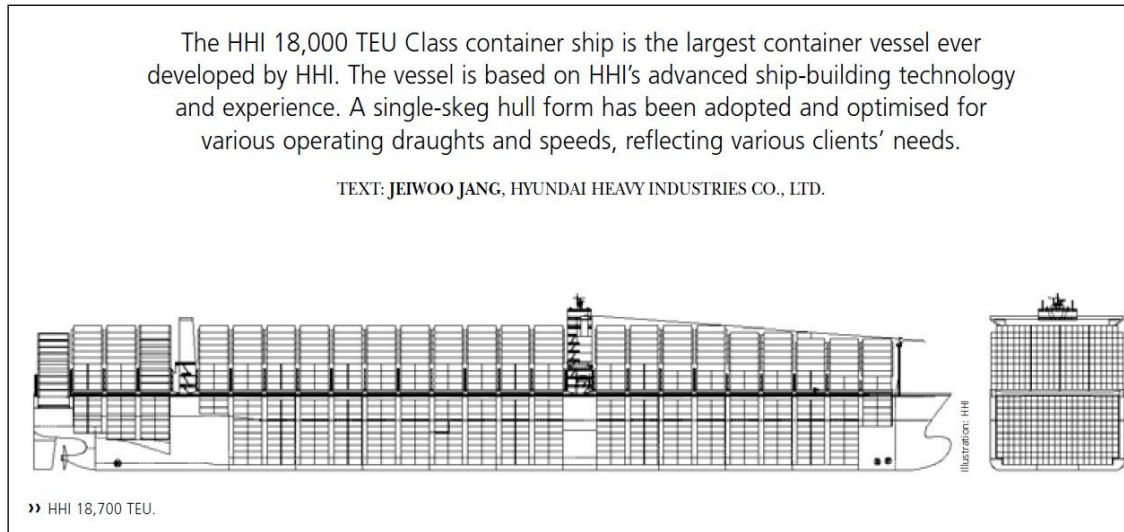 The HHI 18,000 TEU Class container ship is the largest container vessel ever
developed by HHI. The vessel is based on HHI’s advanced ship-building technology
and experience. A single-skeg hull form has been adopted and optimised for
various operating draughts and speeds, reflecting various clients’ needs.
TEXT: JEIWOO JANG, HYUNDAI HEAVY INDUSTRIES CO., LTD.
Illustration: HHI
›› HHI 18,700 TEU.